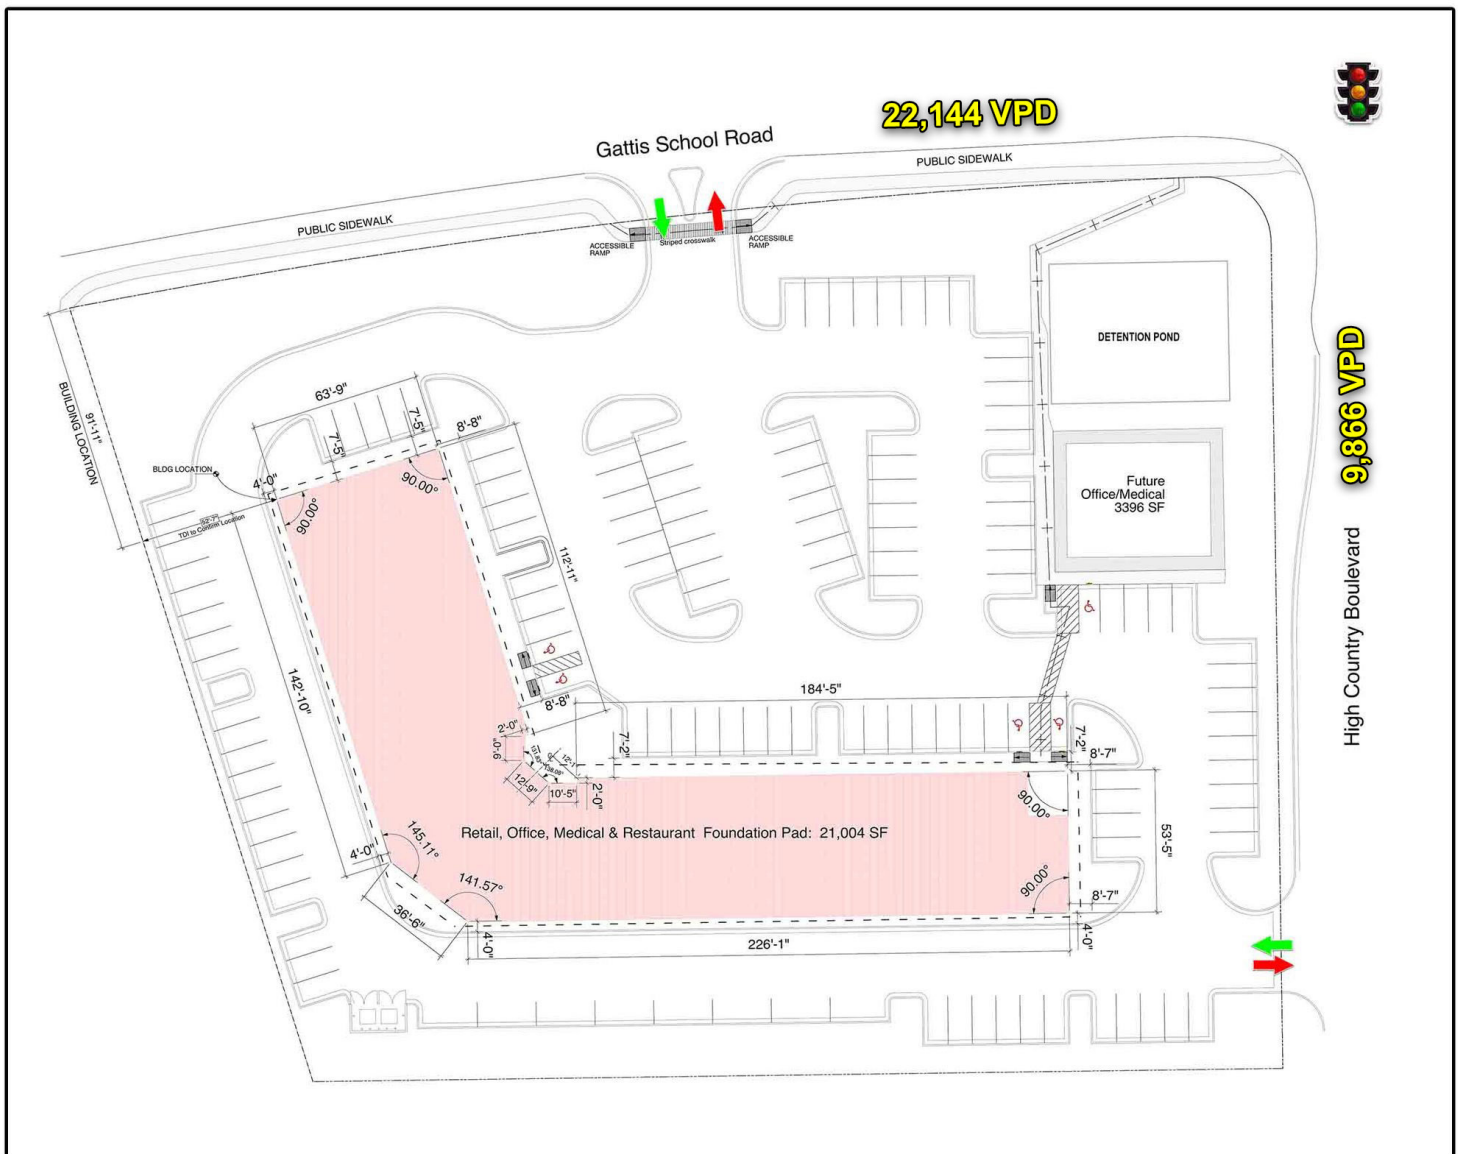 22,144 VPD
Gattis School Road
PUBLIC SIDEWALK
PUBLIC SIDEWALK
ACCESSIBLE
RAMP
Striped crosswalk
ACCESSIBLE
RAMP
DETENTION POND
9,866 VPD
91'-11"
BUILDING LOCATION
63'-9"
7'-5"
7'-5"
8'-8"
BLDG LOCATION
4'-0"
90.00°
90.00°
TDI to Confirm Location
Future
Office/Medical
3396 SF
112'-11"
High Country Boulevard
142'-10"
8'-8"
184'-5"
2'-0"
9'-0"
7'-2"
7'-2"
8'-7"
12'-9"
10'-5"
2'-0"
90.00°
Retail, Office, Medical & Restaurant Foundation Pad: 21,004 SF
53'-5"
145.11°
4'-0"
141.57°
90.00°
8'-7"
36'-6"
4'-0"
226'-1"
4'-0"